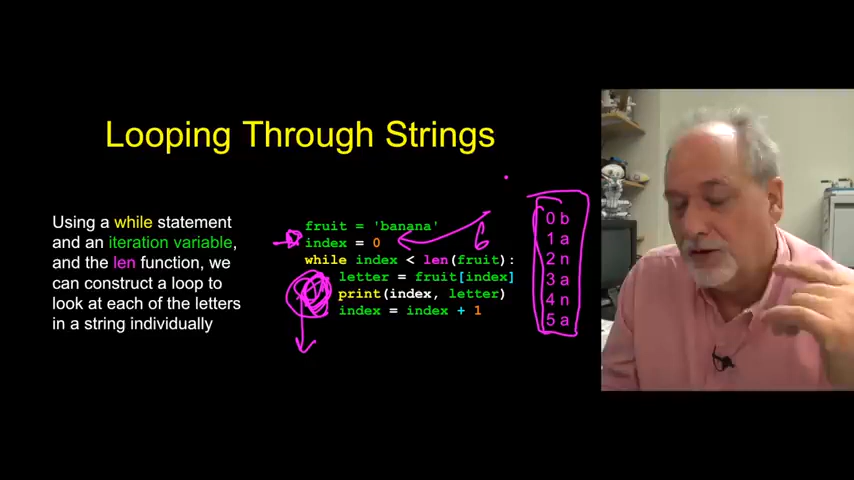 Looping Through Strings
Using a while statement
and an iteration variable,
and the len function, we
can construct a loop to
look at each of the letters
in a string individually
fruit = 'banana'
index = 0
while index < len(fruit):
letter = fruit[index]
print(index, letter)
index = index + 1
6
0 b
1 a
2 n
3 a
4 n
5 a